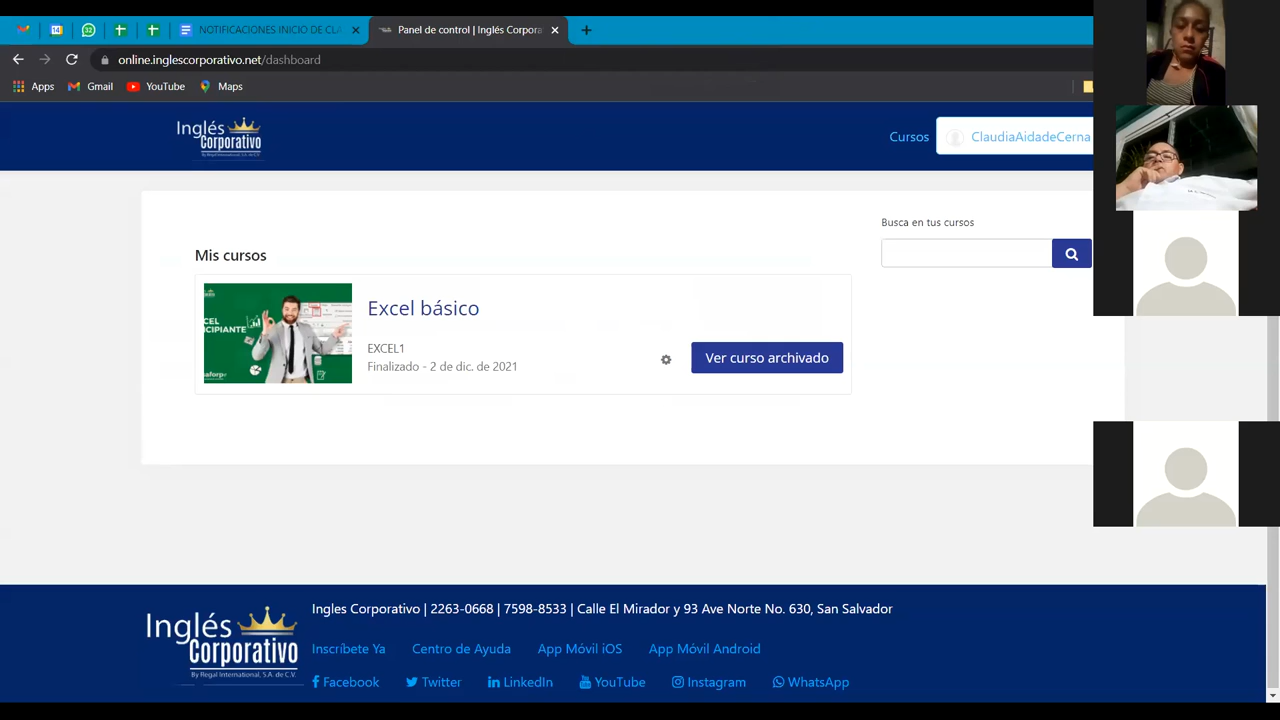 14
32
NOTIFICACIONES INICIO DE CLA
Panel de control | Inglés Corpora
online.inglescorporativo.net/dashboard
Apps
Gmail
YouTube
Maps
Inglés
Corporativo
Cursos
ClaudiaAidadeCerna
Busca en tus cursos
Mis cursos
Excel básico
EXCEL1
Finalizado - 2 de dic. de 2021
Ver curso archivado
Ingles Corporativo | 2263-0668 | 7598-8533 | Calle El Mirador y 93 Ave Norte No. 630, San Salvador
Inglés
Corporativo
By Regal International, S.A. de C.V.
Inscríbete Ya
Centro de Ayuda
App Móvil iOS
App Móvil Android
Facebook
Twitter
LinkedIn
YouTube
Instagram
WhatsApp